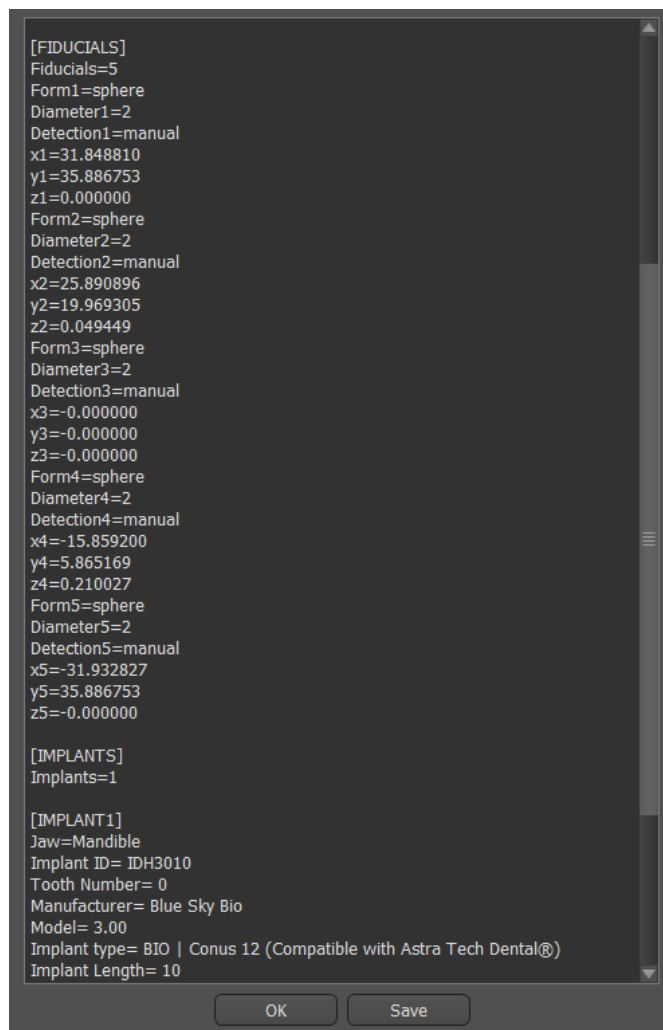 [FIDUCIALS]
Fiducials=5
Form1=sphere
Diameter1=2
Detection1=manual
x1=31.848810
y1=35.886753
z1=0.000000
Form2=sphere
Diameter2=2
Detection2=manual
x2=25.890896
y2=19.969305
z2=0.049449
Form3=sphere
Diameter3=2
Detection3=manual
x3=-0.000000
y3=-0.000000
z3=-0.000000
Form4=sphere
Diameter4=2
Detection4=manual
x4=-15.859200
y4=5.865169
z4=0.210027
Form5=sphere
Diameter5=2
Detection5=manual
x5=-31.932827
y5=35.886753
z5=-0.000000
[IMPLANTS]
Implants=1
[IMPLANT1]
Jaw=Mandible
Implant ID= IDH3010
Tooth Number= 0
Manufacturer= Blue Sky Bio
Model= 3.00
Implant type= BIO | Conus 12 (Compatible with Astra Tech Dental®)
Implant Length= 10
OK Save